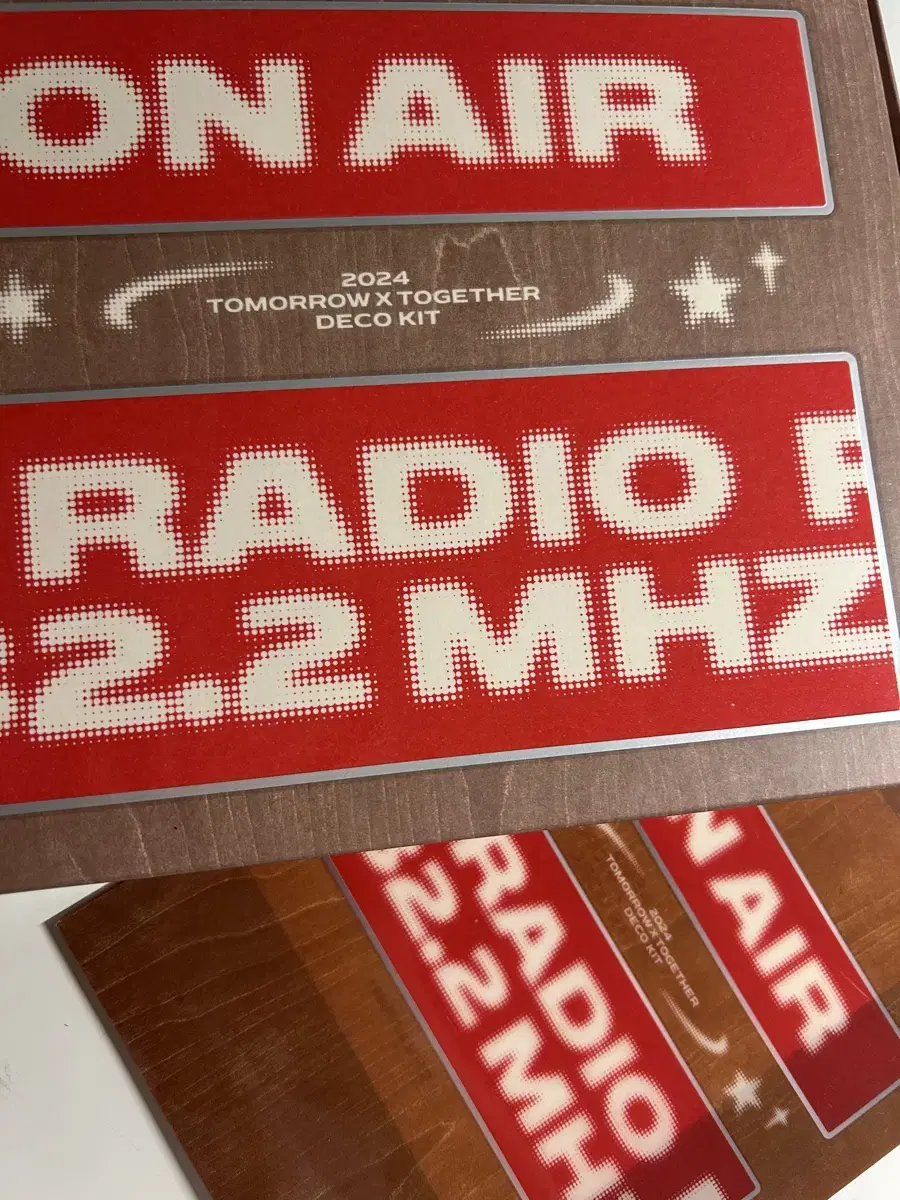 ON AIR
2024
TOMORROW X TOGETHER
DECO KIT
RADIO
2.2 MHZ
N AIR
2024
TOMORROW X TOGETHER
DECO KIT
RADIO
2.2 MH